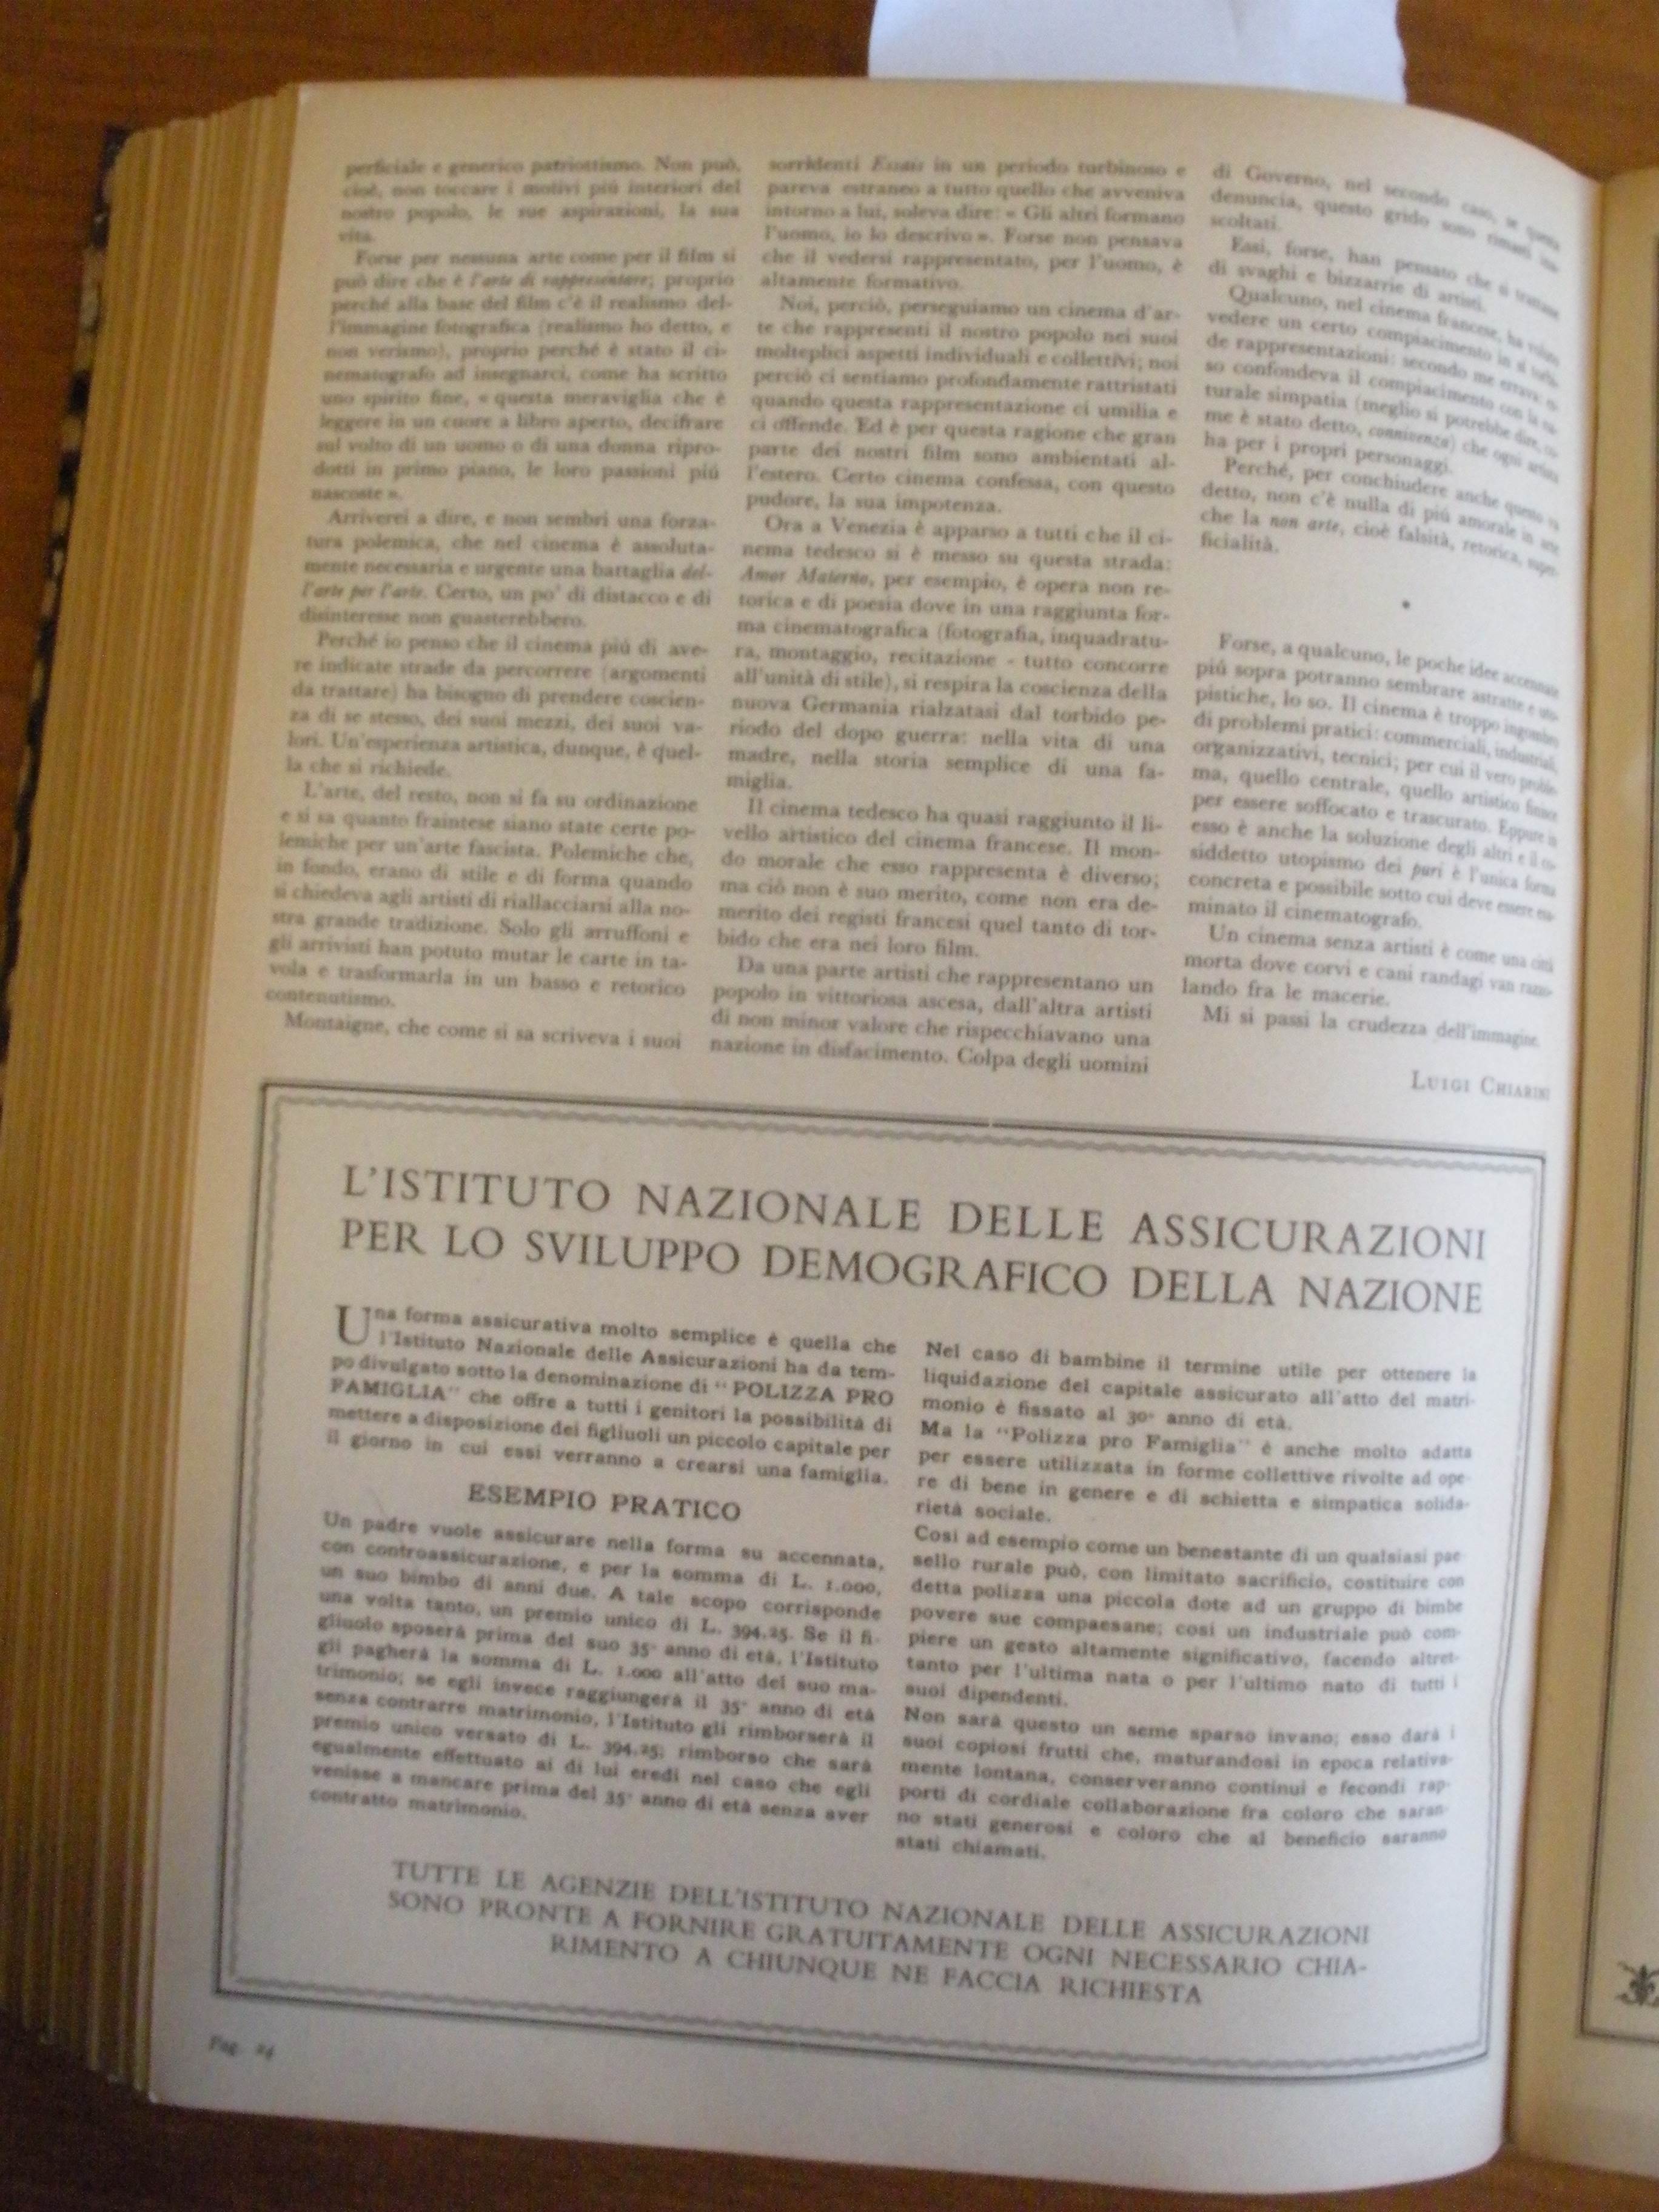 perficiale e generico patriottismo. Non può,
cioè, non toccare i motivi piú interiori del
nostro popolo, le sue aspirazioni, la sua
vita.
Forse per nessuna arte come per il film si
può dire che è l'arte di rappresentare; proprio
perché alla base del film c'è il realismo del-
l'immagine fotografica (realismo ho detto, e
non verismo), proprio perché è stato il ci-
nematografo ad insegnarci, come ha scritto
uno spirito fine, « questa meraviglia che è
leggere in un cuore a libro aperto, decifrare
sul volto di un uomo o di una donna ripro-
dotti in primo piano, le loro passioni piú
nascoste ».
Arriverei a dire, e non sembri una forza-
tura polemica, che nel cinema è assoluta-
mente necessaria e urgente una battaglia del-
l'arte per l'arte. Certo, un po' di distacco e di
disinteresse non guasterebbero.
Perché io penso che il cinema piú di ave-
re indicate strade da percorrere (argomenti
da trattare) ha bisogno di prendere coscien-
za di se stesso, dei suoi mezzi, dei suoi va-
lori. Un'esperienza artistica, dunque, è quel-
la che si richiede.
L'arte, del resto, non si fa su ordinazione
e si sa quanto fraintese siano state certe po-
lemiche per un'arte fascista. Polemiche che,
in fondo, erano di stile e di forma quando
si chiedeva agli artisti di riallacciarsi alla no-
stra grande tradizione. Solo gli arruffoni e
gli arrivisti han potuto mutar le carte in ta-
vola e trasformarla in un basso e retorico
contenutismo.
Montaigne, che come si sa scriveva i suoi
sorridenti Essais in un periodo turbinoso e
pareva estraneo a tutto quello che avveniva
intorno a lui, soleva dire: « Gli altri formano
l'uomo, io lo descrivo ». Forse non pensava
che il vedersi rappresentato, per l'uomo, è
altamente formativo.
Noi, perciò, perseguiamo un cinema d'ar-
te che rappresenti il nostro popolo nei suoi
molteplici aspetti individuali e collettivi; noi
perciò ci sentiamo profondamente rattristati
quando questa rappresentazione ci umilia e
ci offende. Ed è per questa ragione che gran
parte dei nostri film sono ambientati al-
l'estero. Certo cinema confessa, con questo
pudore, la sua impotenza.
Ora a Venezia è apparso a tutti che il ci-
nema tedesco si è messo su questa strada:
Amor Materno, per esempio, è opera non re-
torica e di poesia dove in una raggiunta for-
ma cinematografica (fotografia, inquadratu-
ra, montaggio, recitazione - tutto concorre
all'unità di stile), si respira la coscienza della
nuova Germania rialzatasi dal torbido pe-
riodo del dopo guerra: nella vita di una
madre, nella storia semplice di una fa-
miglia.
Il cinema tedesco ha quasi raggiunto il li-
vello artistico del cinema francese. Il mon-
do morale che esso rappresenta è diverso;
ma ciò non è suo merito, come non era de-
merito dei registi francesi quel tanto di tor-
bido che era nei loro film.
Da una parte artisti che rappresentano un
popolo in vittoriosa ascesa, dall'altra artisti
di non minor valore che rispecchiavano una
nazione in disfacimento. Colpa degli uomini
di Governo, nel secondo caso, se questa
denuncia, questo grido sono rimasti ina-
scoltati.
Essi, forse, han pensato che si trattasse
di svaghi e bizzarrie di artisti.
Qualcuno, nel cinema francese, ha voluto
vedere un certo compiacimento in sí torbi-
de rappresentazioni: secondo me errava e
so confondeva il compiacimento con la na-
turale simpatia (meglio si potrebbe dire, co-
me è stato detto, connivenza) che ogni artista
ha per i propri personaggi.
Perché, per conchiudere anche questo va
detto, non c'è nulla di piú amorale in arte
che la non arte, cioè falsità, retorica, super-
ficialità.
Forse, a qualcuno, le poche idee accennate
piú sopra potranno sembrare astratte e uto-
pistiche, lo so. Il cinema è troppo ingombro
di problemi pratici: commerciali, industriali,
organizzativi, tecnici; per cui il vero proble-
ma, quello centrale, quello artistico finisce
per essere soffocato e trascurato. Eppure in
esso è anche la soluzione degli altri e il co-
siddetto utopismo dei puri è l'unica forma
concreta e possibile sotto cui deve essere esa-
minato il cinematografo.
Un cinema senza artisti è come una città
morta dove corvi e cani randagi van razzo-
lando fra le macerie.
Mi si passi la crudezza dell'immagine.
LUIGI CHIARINI
L'ISTITUTO NAZIONALE DELLE ASSICURAZIONI
PER LO SVILUPPO DEMOGRAFICO DELLA NAZIONE
Una forma assicurativa molto semplice è quella che
l'Istituto Nazionale delle Assicurazioni ha da tem-
po divulgato sotto la denominazione di "POLIZZA PRO
FAMIGLIA" che offre a tutti i genitori la possibilità di
mettere a disposizione dei figliuoli un piccolo capitale per
il giorno in cui essi verranno a crearsi una famiglia.
ESEMPIO PRATICO
Un padre vuole assicurare nella forma su accennata,
con controassicurazione, e per la somma di L. 1.000,
un suo bimbo di anni due. A tale scopo corrisponde
una volta tanto, un premio unico di L. 394.25. Se il fi-
gliuolo sposerà prima del suo 35° anno di età, l'Istituto
gli pagherà la somma di L. 1.000 all'atto del suo ma-
trimonio; se egli invece raggiungerà il 35° anno di età
senza contrarre matrimonio, l'Istituto gli rimborserà il
premio unico versato di L. 394.25; rimborso che sarà
egualmente effettuato ai di lui eredi nel caso che egli
venisse a mancare prima del 35° anno di età senza aver
contratto matrimonio.
Nel caso di bambine il termine utile per ottenere la
liquidazione del capitale assicurato all'atto del matri-
monio è fissato al 30° anno di età.
Ma la "Polizza pro Famiglia" è anche molto adatta
per essere utilizzata in forme collettive rivolte ad ope-
re di bene in genere e di schietta e simpatica solida-
rietà sociale.
Così ad esempio come un benestante di un qualsiasi pae-
sello rurale può, con limitato sacrificio, costituire con
detta polizza una piccola dote ad un gruppo di bimbe
povere sue compaesane; così un industriale può com-
piere un gesto altamente significativo, facendo altret-
tanto per l'ultima nata o per l'ultimo nato di tutti i
suoi dipendenti.
Non sarà questo un seme sparso invano; esso darà i
suoi copiosi frutti che, maturandosi in epoca relativa-
mente lontana, conserveranno continui e fecondi rap-
porti di cordiale collaborazione fra coloro che saran-
no stati generosi e coloro che al beneficio saranno
stati chiamati.
TUTTE LE AGENZIE DELL'ISTITUTO NAZIONALE DELLE ASSICURAZIONI
SONO PRONTE A FORNIRE GRATUITAMENTE OGNI NECESSARIO CHIA-
RIMENTO A CHIUNQUE NE FACCIA RICHIESTA
Pag. 24